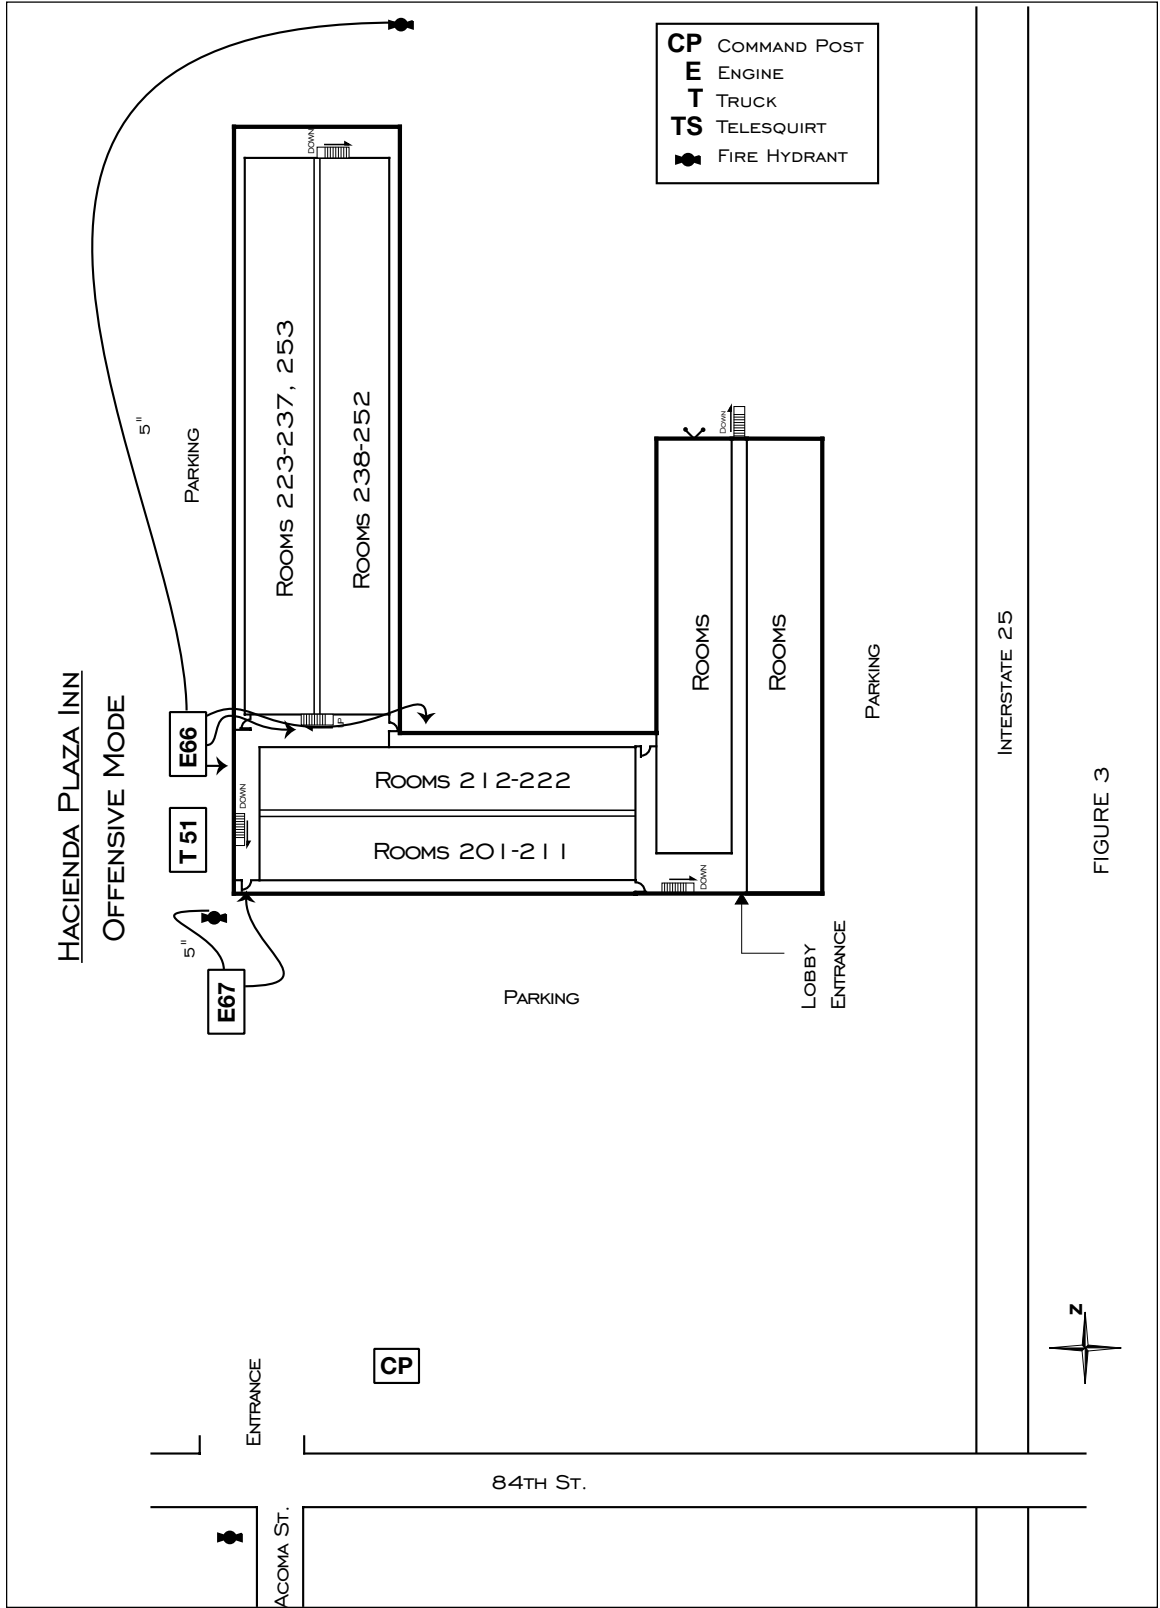 HACIENDA PLAZA INN
OFFENSIVE MODE
CP COMMAND POST
E ENGINE
T TRUCK
TS TELESQUIRT
FIRE HYDRANT
5"
PARKING
DOWN
ROOMS 223-237, 253
ROOMS 238-252
E66
T 51
DOWN
ROOMS 212-222
ROOMS 201-211
5"
E67
PARKING
DOWN
ROOMS
ROOMS
DOWN
PARKING
LOBBY
ENTRANCE
INTERSTATE 25
FIGURE 3
CP
ENTRANCE
84TH ST.
ACOMA ST.
N